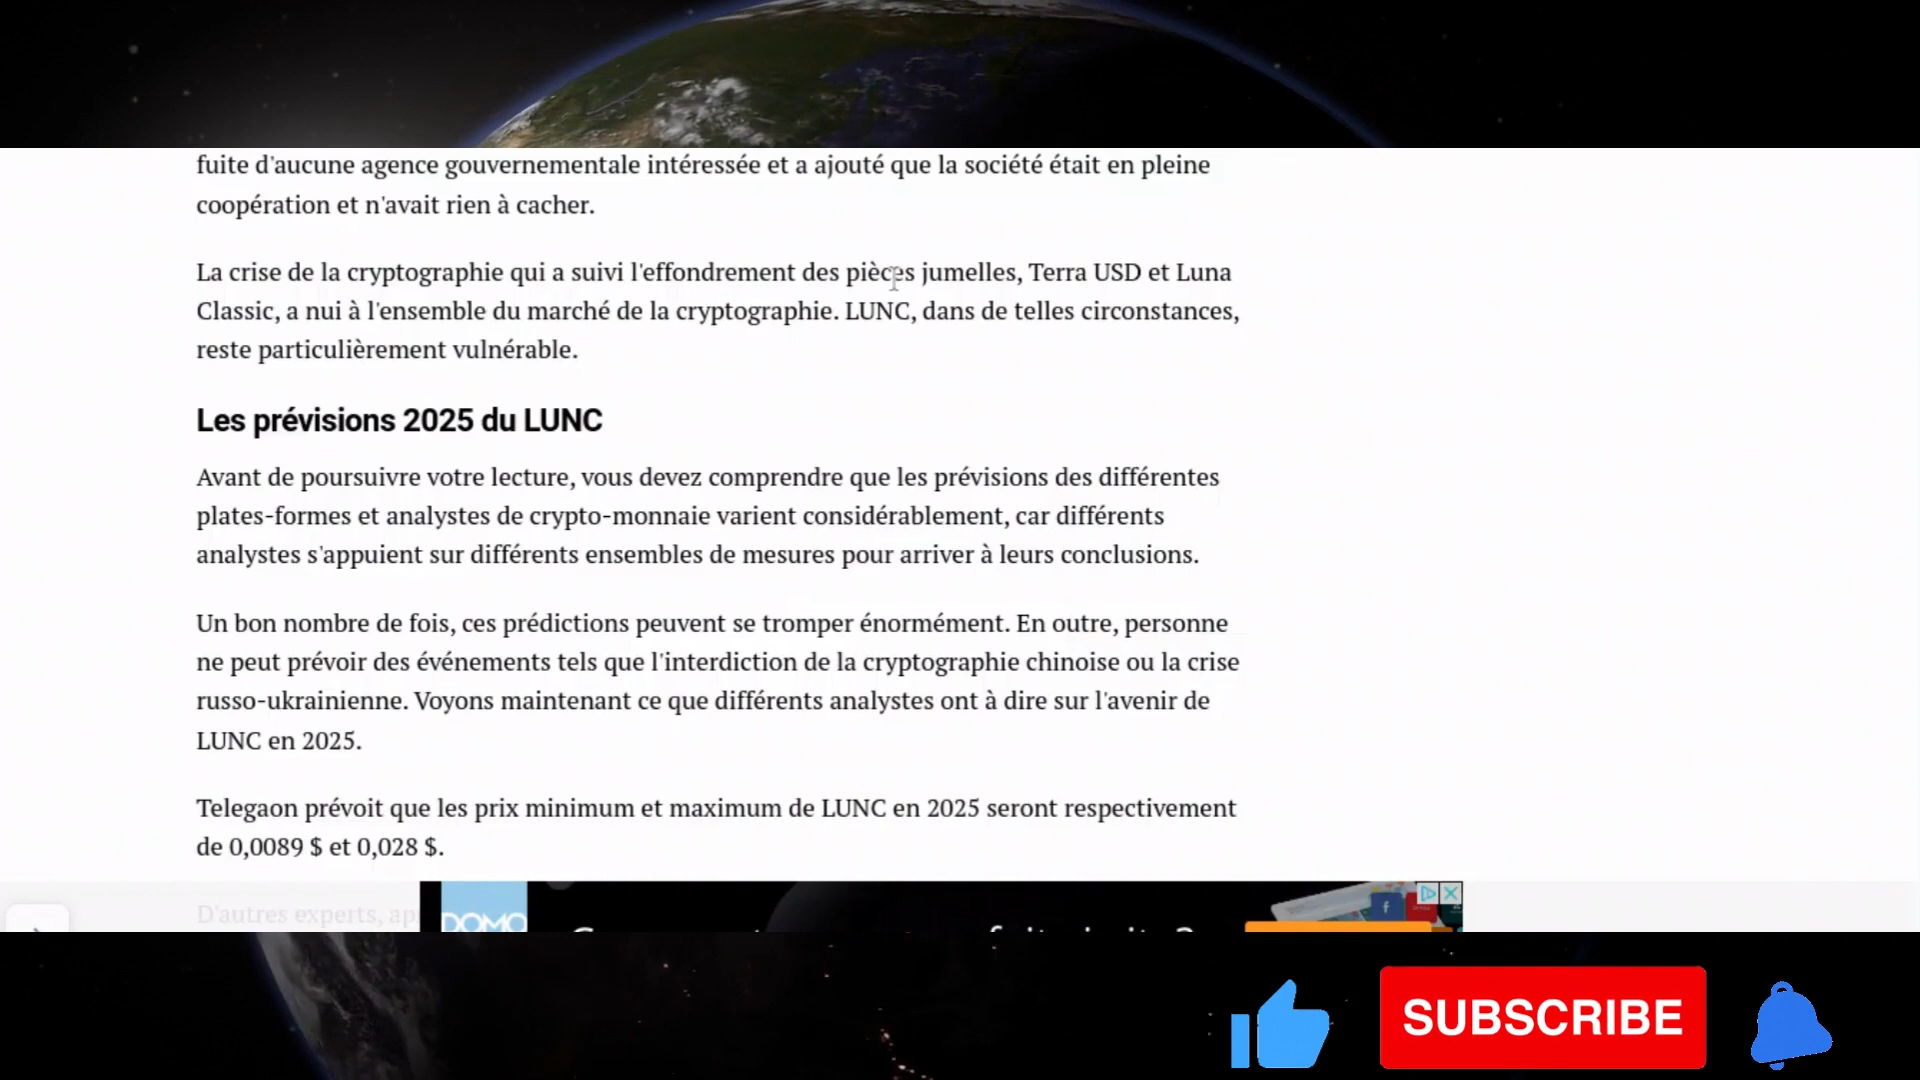 fuite d'aucune agence gouvernementale intéressée et a ajouté que la société était en pleine
coopération et n'avait rien à cacher.
La crise de la cryptographie qui a suivi l'effondrement des pièces jumelles, Terra USD et Luna
Classic, a nui à l'ensemble du marché de la cryptographie. LUNC, dans de telles circonstances,
reste particulièrement vulnérable.
Les prévisions 2025 du LUNC
Avant de poursuivre votre lecture, vous devez comprendre que les prévisions des différentes
plates-formes et analystes de crypto-monnaie varient considérablement, car différents
analystes s'appuient sur différents ensembles de mesures pour arriver à leurs conclusions.
Un bon nombre de fois, ces prédictions peuvent se tromper énormément. En outre, personne
ne peut prévoir des événements tels que l'interdiction de la cryptographie chinoise ou la crise
russo-ukrainienne. Voyons maintenant ce que différents analystes ont à dire sur l'avenir de
LUNC en 2025.
Telegaon prévoit que les prix minimum et maximum de LUNC en 2025 seront respectivement
de 0,0089 $ et 0,028 $.
D'autres experts,
DOMO
SUBSCRIBE